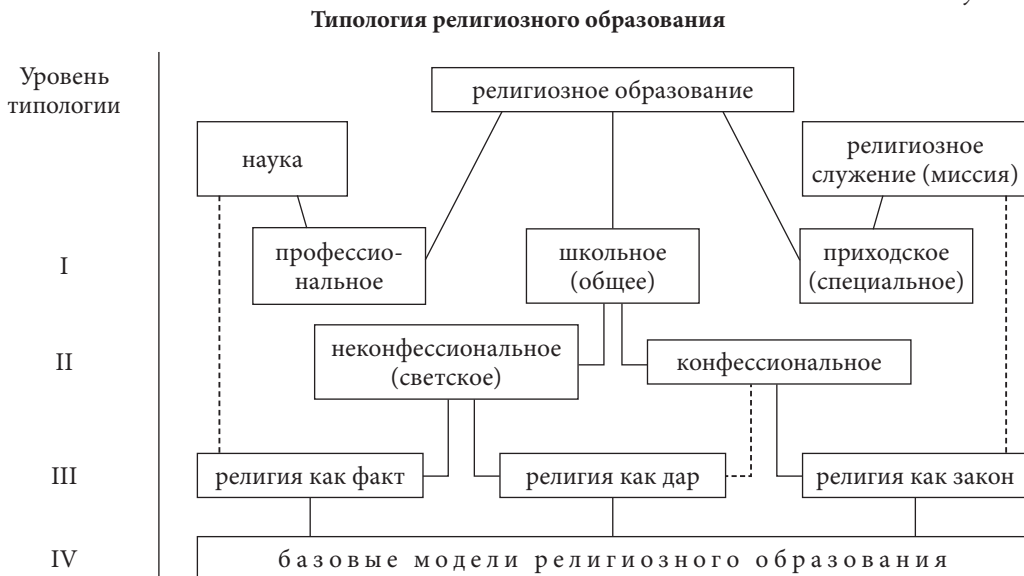 Типология религиозного образования
Уровень
типологии
религиозное образование
наука
религиозное
служение (миссия)
I
профессио-
нальное
школьное
(общее)
приходское
(специальное)
II
неконфессиональное
(светское)
конфессиональное
III
религия как факт
религия как дар
религия как закон
IV
базовые модели религиозного образования